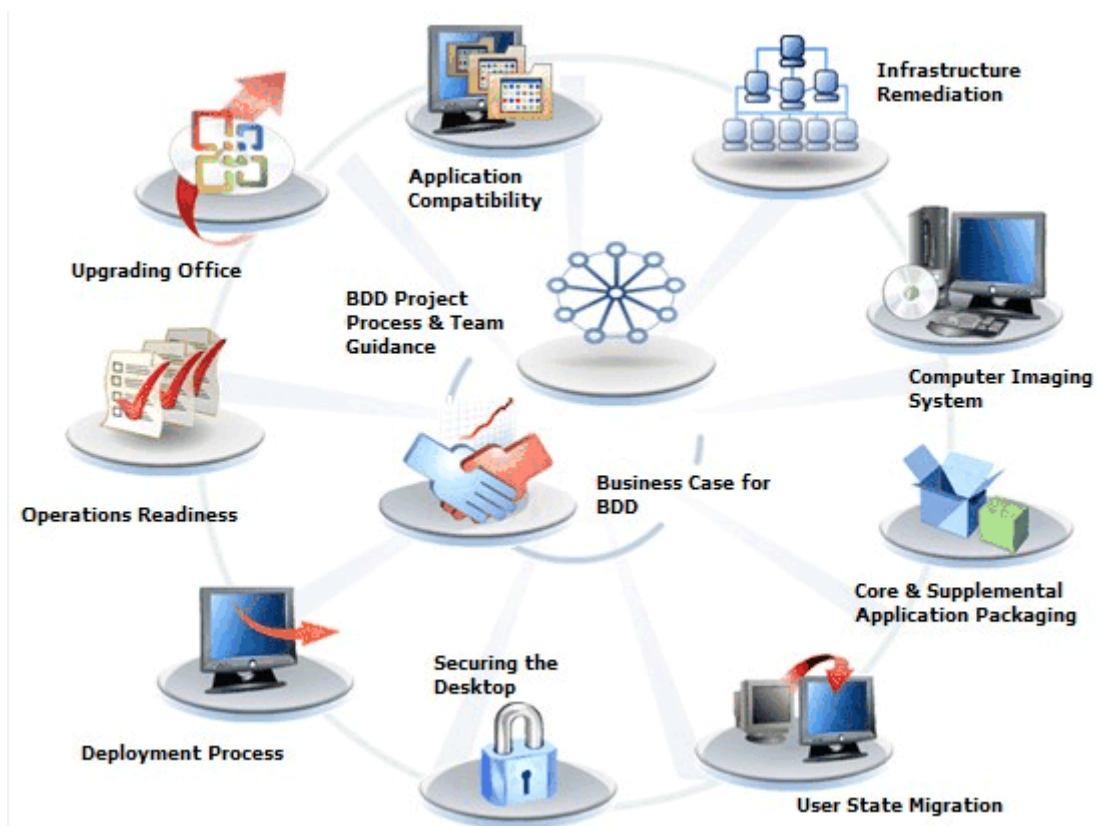 Infrastructure
Remediation
Application
Compatibility
Upgrading Office
BDD Project
Process & Team
Guidance
Computer Imaging
System
Business Case for
BDD
Operations Readiness
Core & Supplemental
Application Packaging
Securing the
Desktop
Deployment Process
User State Migration